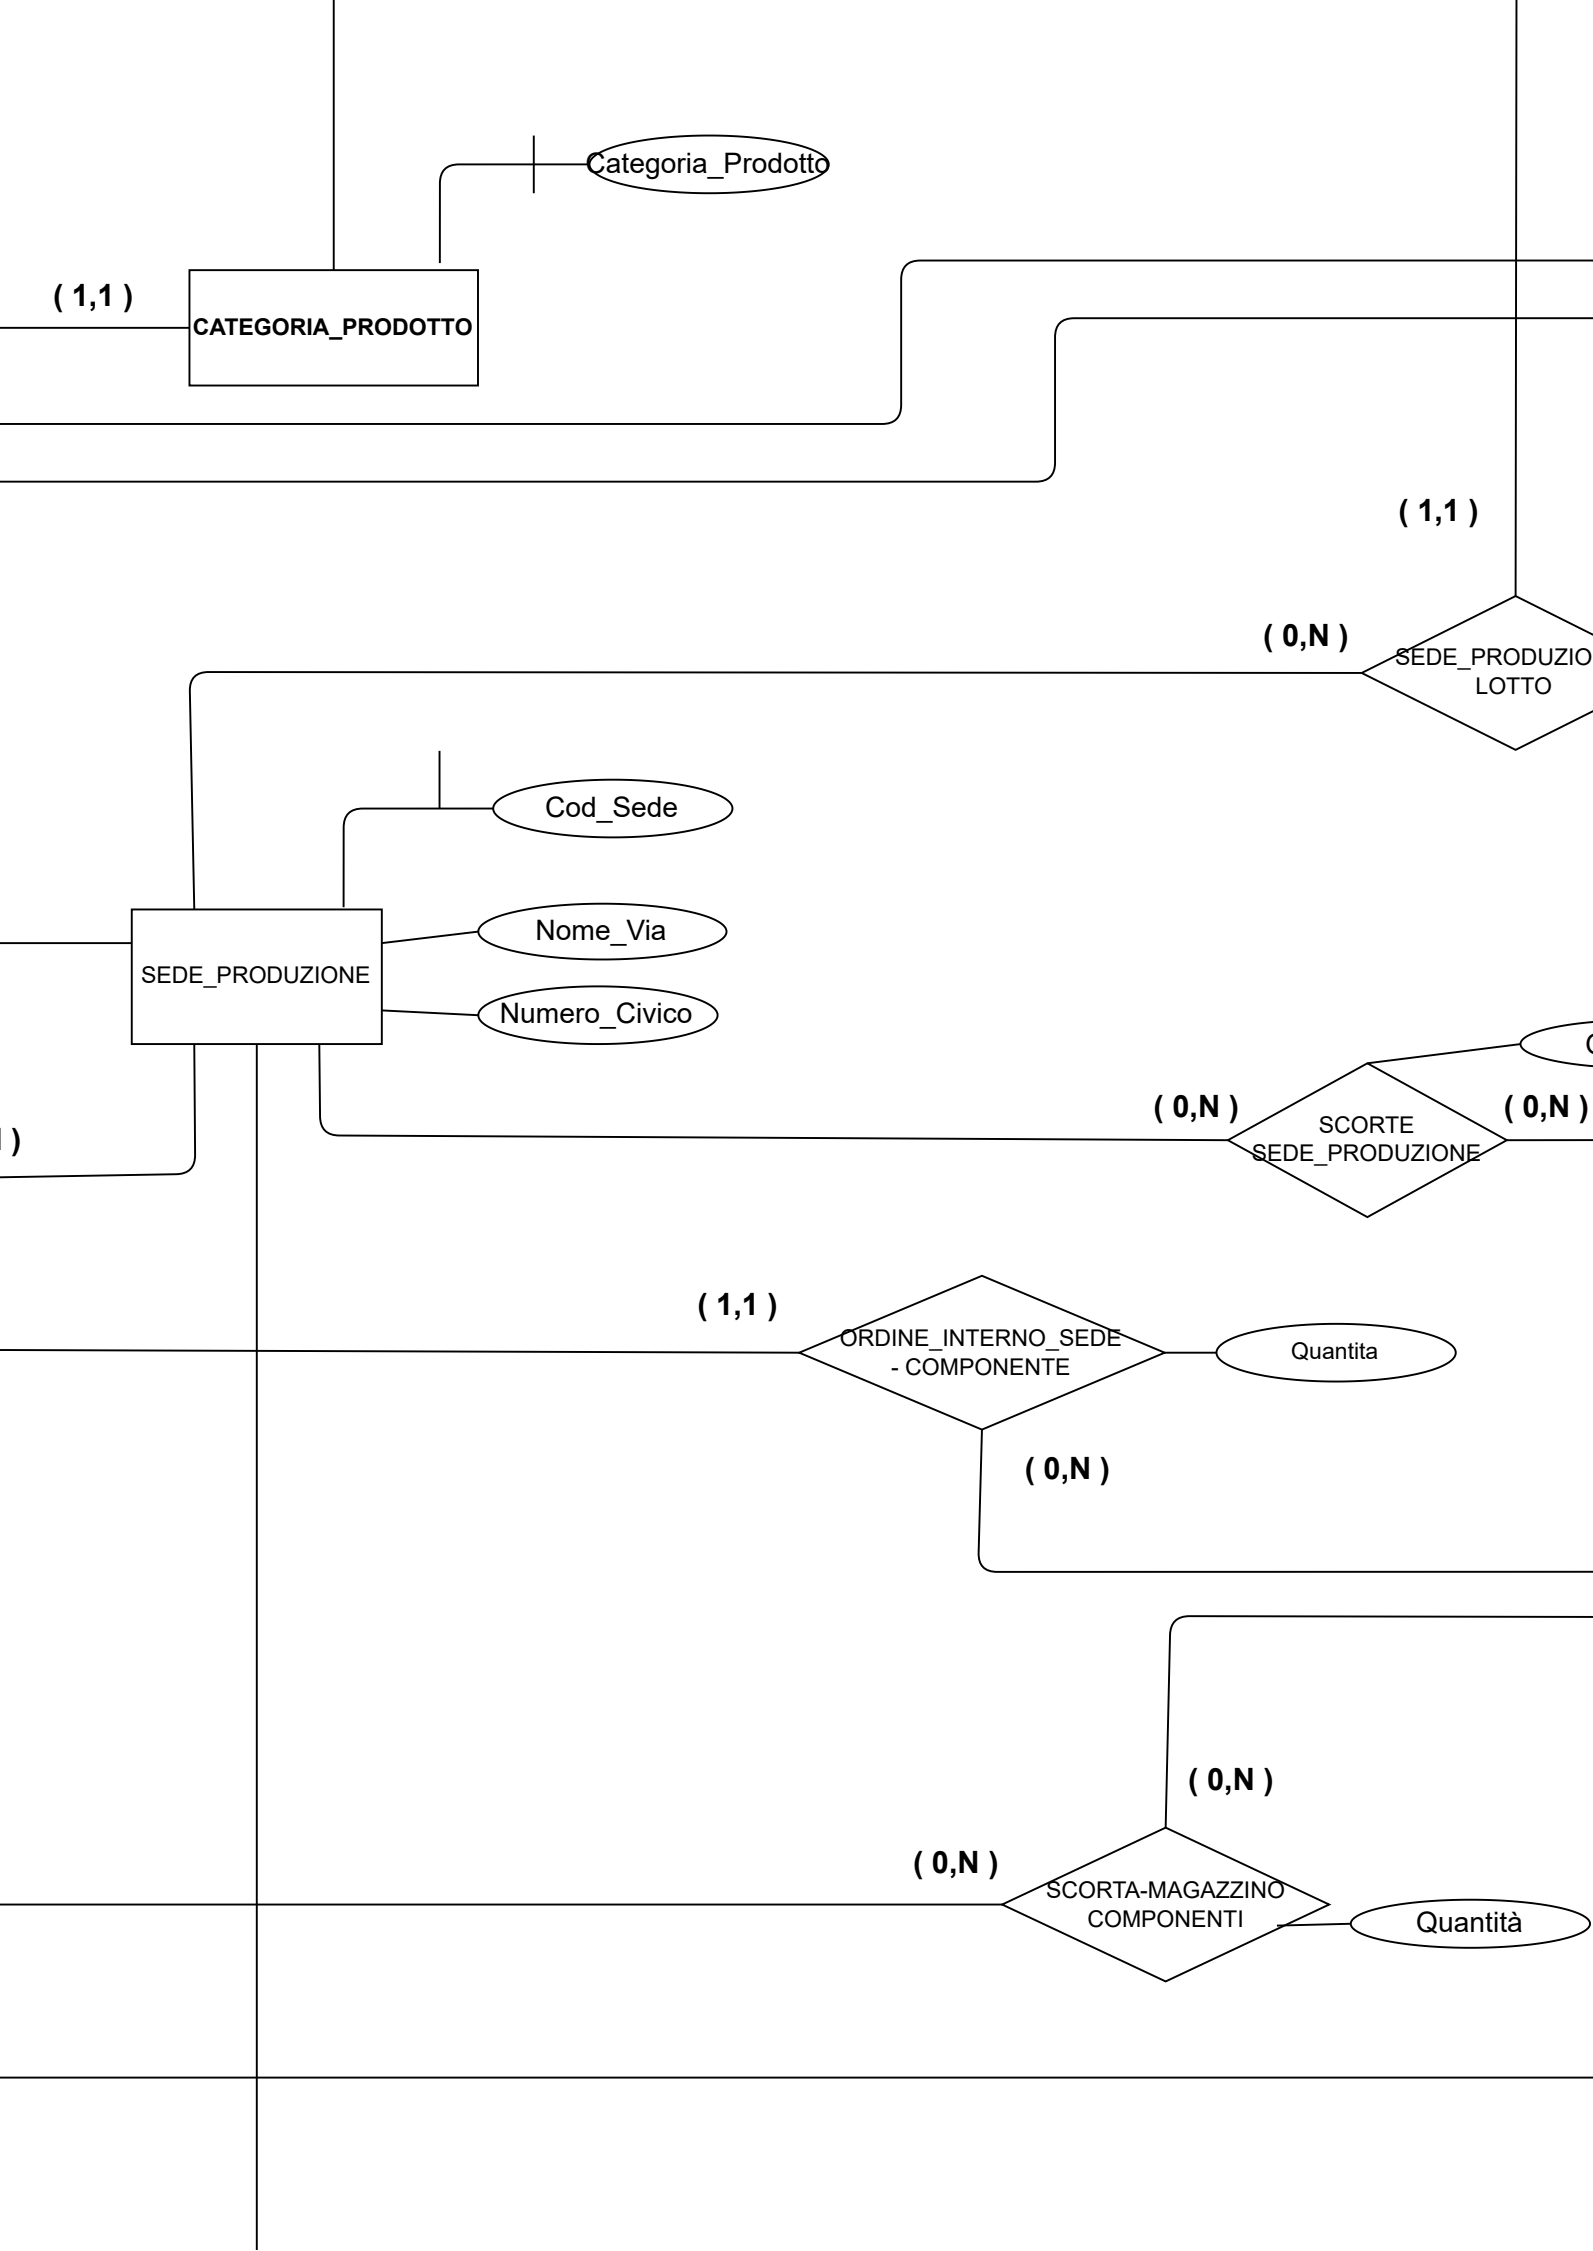 Categoria_Prodotto
( 1,1 )
CATEGORIA_PRODOTTO
( 1,1 )
( 0,N )
SEDE_PRODUZIO
LOTTO
Cod_Sede
Nome_Via
SEDE_PRODUZIONE
Numero_Civico
( 0,N )
( 0,N )
SCORTE
SEDE_PRODUZIONE
)
( 1,1 )
ORDINE_INTERNO_SEDE
- COMPONENTE
Quantita
( 0,N )
( 0,N )
( 0,N )
SCORTA-MAGAZZINO
COMPONENTI
Quantità